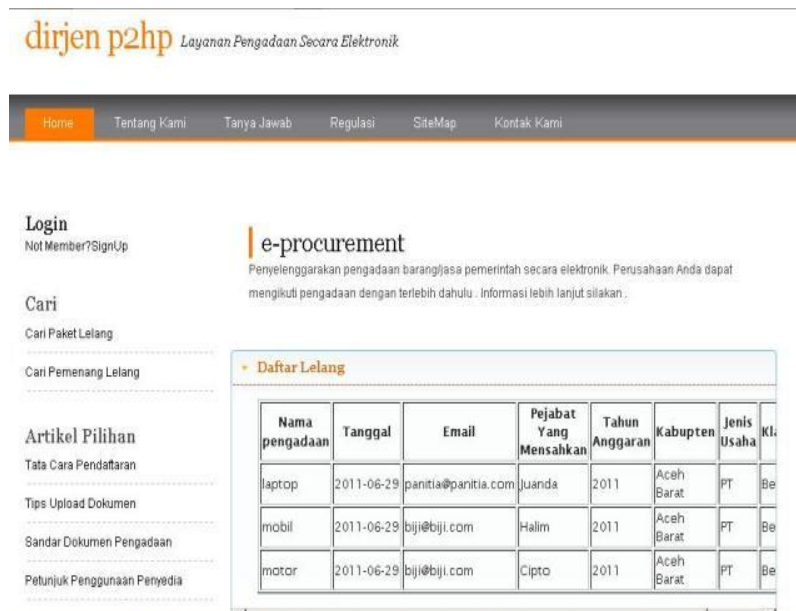 dirjen p2hp Layanan Pengadaan Secara Elektronik
Home Tentang Kami Tanya Jawab Regulasi SiteMap Kontak Kami
Login
Not Member?SignUp
Cari
Cari Paket Lelang
Cari Pemenang Lelang
Artikel Pilihan
Tata Cara Pendaftaran
Tips Upload Dokumen
Sandar Dokumen Pengadaan
Petunjuk Penggunaan Penyedia
e-procurement
Penyelenggarakan pengadaan barang/jasa pemerintah secara elektronik. Perusahaan Anda dapat
mengikuti pengadaan dengan terlebih dahulu . Informasi lebih lanjut silakan .
Daftar Lelang
Nama pengadaan Tanggal Email Pejabat Yang Mensahkan Tahun Anggaran Kabupten Jenis Usaha Kl
laptop 2011-06-29 panitia@panitia.com Juanda 2011 Aceh Barat PT Be
mobil 2011-06-29 biji@biji.com Halim 2011 Aceh Barat PT Be
motor 2011-06-29 biji@biji.com Cipto 2011 Aceh Barat PT Be